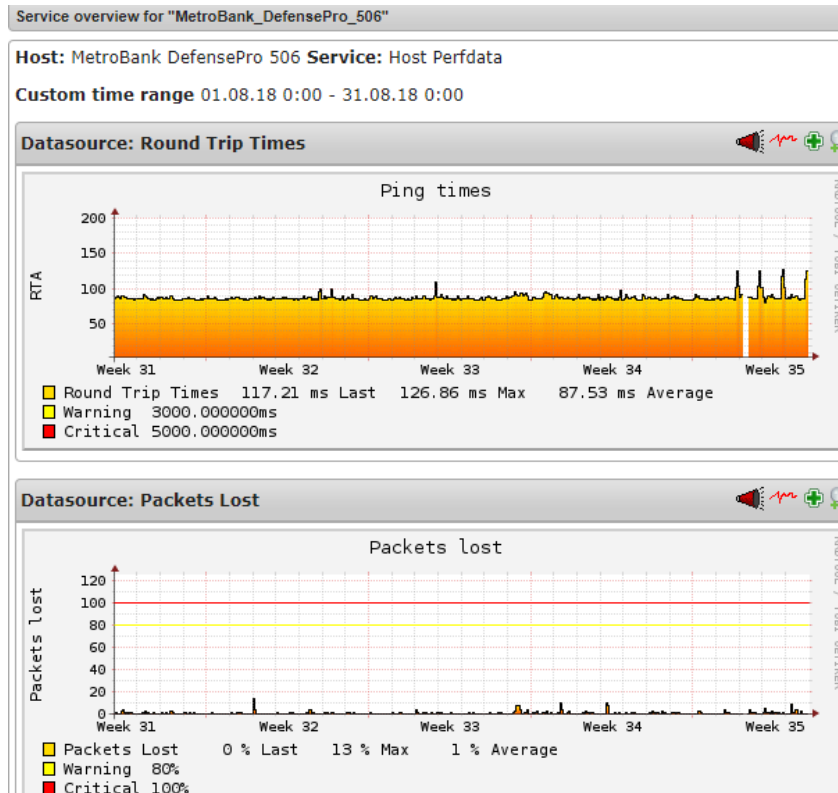 Service overview for "MetroBank_DefensePro_506"
Host: MetroBank DefensePro 506 Service: Host Perfdata
Custom time range 01.08.18 0:00 - 31.08.18 0:00
Datasource: Round Trip Times
Ping times
RTA
200
150
100
50
Week 31 Week 32 Week 33 Week 34 Week 35
Round Trip Times 117.21 ms Last 126.86 ms Max 87.53 ms Average
Warning 3000.000000ms
Critical 5000.000000ms
Datasource: Packets Lost
Packets lost
Packets lost
120
100
80
60
40
20
0
Week 31 Week 32 Week 33 Week 34 Week 35
Packets Lost 0 % Last 13 % Max 1 % Average
Warning 80%
Critical 100%